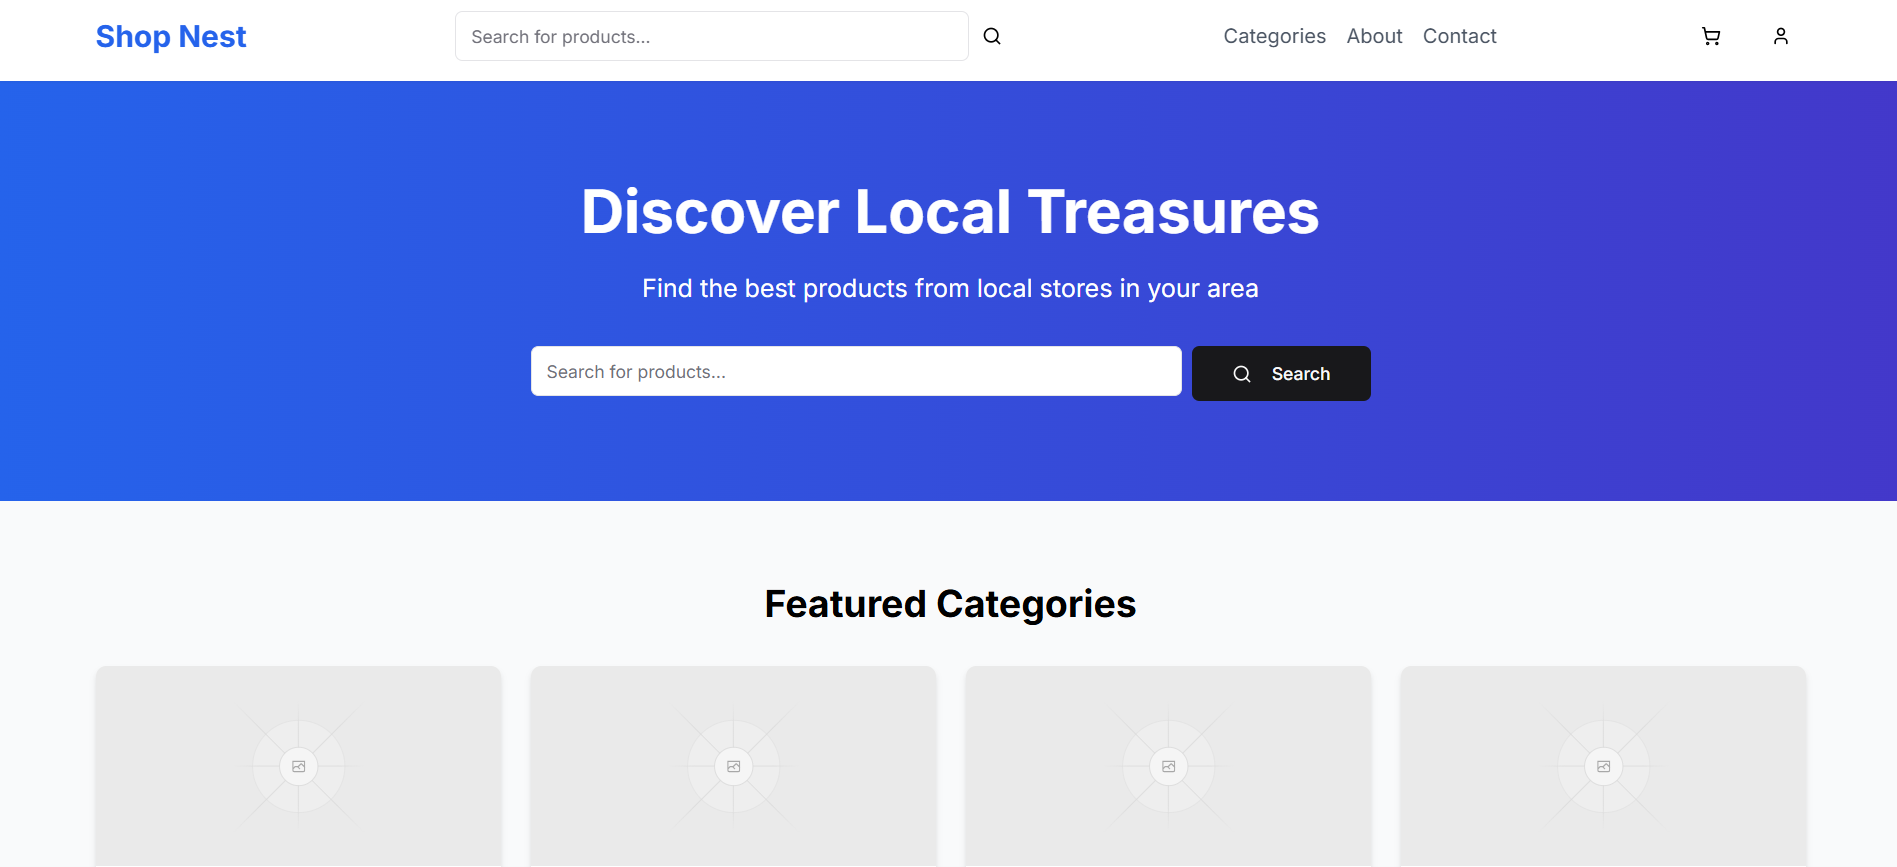 Shop Nest
Search for products...
Categories
About
Contact
Discover Local Treasures
Find the best products from local stores in your area
Search for products...
Search
Featured Categories